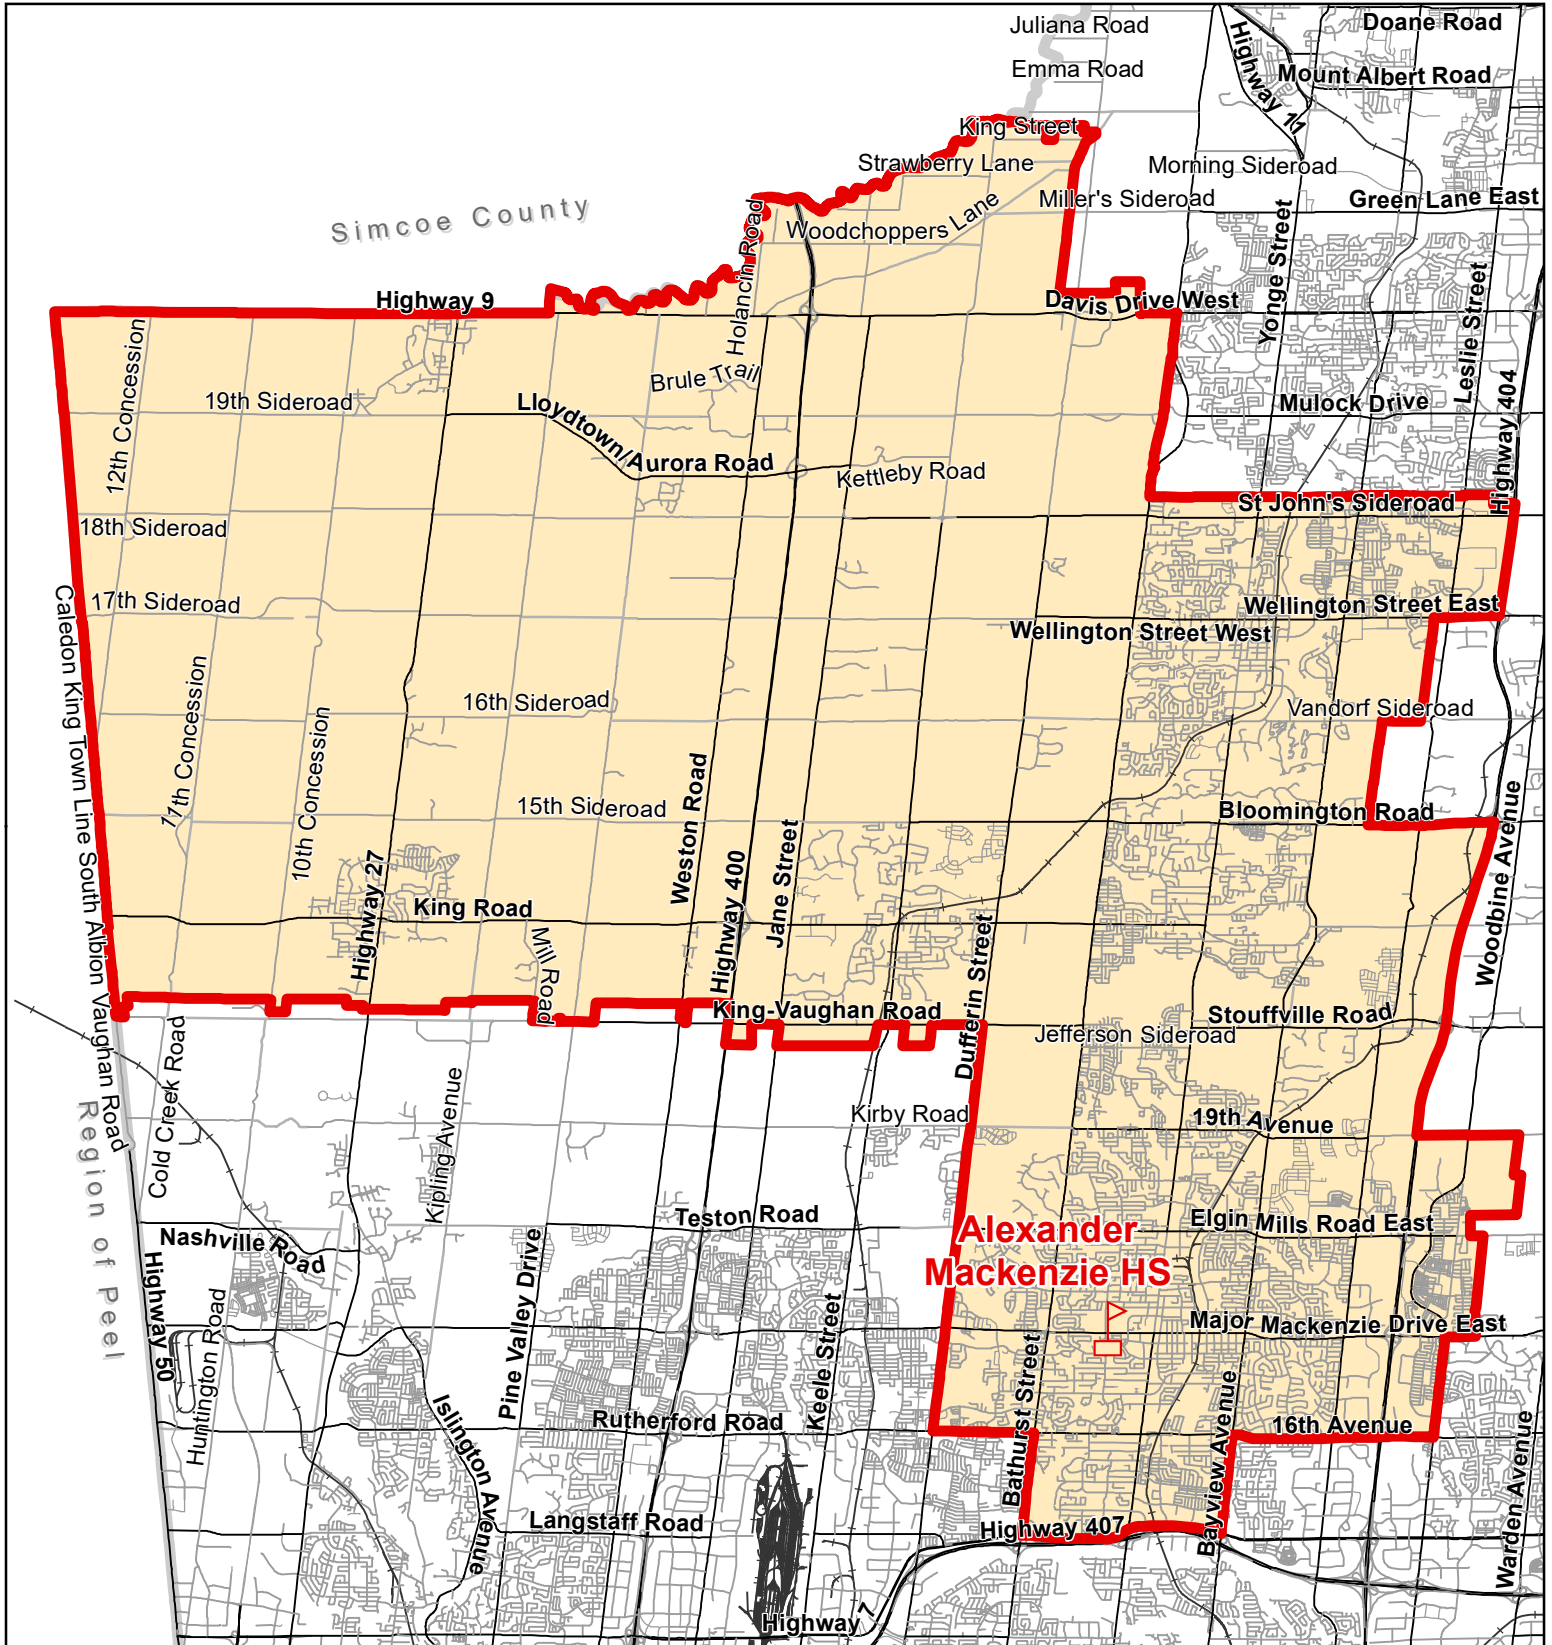 Juliana Road
Doane Road
Highway 11
Emma Road
Mount Albert Road
King Street
Strawberry Lane
Morning Sideroad
Miller's Sideroad
Green Lane East
Simcoe County
Woodchoppers Lane
Holancin Road
Yonge Street
Leslie Street
Highway 9
Davis Drive West
12th Concession
Brule Trail
19th Sideroad
Lloydtown/Aurora Road
Mulock Drive
Highway 404
Kettleby Road
St John's Sideroad
18th Sideroad
17th Sideroad
Wellington Street East
Wellington Street West
Caledon King Town Line South Albion Vaughan Road
11th Concession
16th Sideroad
Vandorf Sideroad
10th Concession
Weston Road
15th Sideroad
Bloomington Road
Woodbine Avenue
Highway 27
Highway 400
Jane Street
King Road
Mill Road
Dufferin Street
King-Vaughan Road
Stouffville Road
Jefferson Sideroad
Cold Creek Road
Region of Peel
Kipling Avenue
Kirby Road
19th Avenue
Teston Road
Elgin Mills Road East
Alexander
Mackenzie HS
Nashville Road
Highway 50
Huntington Road
Pine Valley Drive
Keele Street
Major Mackenzie Drive East
Bathurst Street
Islington Avenue
Rutherford Road
Bayview Avenue
16th Avenue
Warden Avenue
Langstaff Road
Highway 407
Highway 7